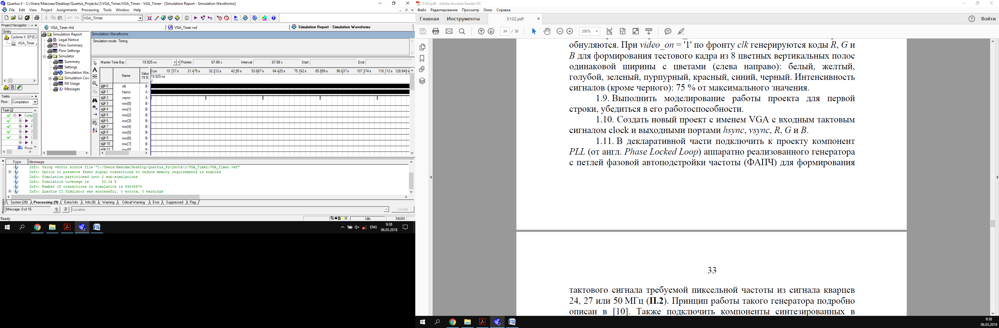 Quartus II - C:/Users/Максим/Desktop/Quartus_Projects/2/VGA_Timer/VGA_Timer - VGA_Timer - [Simulation Report - Simulation Waveforms]
File Edit View Project Assignments Processing Tools Window Help
VGA_Timer
Project Navigator
Entity
Cyclone II: EP2C2
VGA_Timer
Tasks
Flow: Compilation
Task
Comp
A
F
A
C
E
Progr
VGA_Timer.vhd
VGA_Timer.vwf
Simulation Report - Simulation Waveforms
Simulation Report
Legal Notice
Flow Summary
Flow Settings
Simulator
Summary
Settings
Simulation Wav
Simulation Cov
INI Usage
Messages
Simulation Waveforms
Simulation mode: Timing
Master Time Bar: 19.925 ns Pointer: 67.88 s Interval: 67.88 s Start: End:
Name
Value
19.9
0 ps 10.737 s 21.475 s 32.212 s 42.95 s 53.687 s 64.425 s 75.162 s 85.899 s 96.637 s 107.374 s 118.112 s 128.849 s
19.925 ns
0 clk B
1 hsync A
2 vsync A
3 row[0] B
4 row[1] B
5 row[2] B
6 row[3] B
7 row[4] B
8 row[5] B
9 row[6] B
10 row[7] B
11 row[8] B
Type Message
Info: Using vector source file "C:/Users/Максим/Desktop/Quartus_Projects/2/VGA_Timer/VGA_Timer.vwf"
Info: Option to preserve fewer signal transitions to reduce memory requirements is enabled
Info: Simulation partitioned into 2 sub-simulations
Info: Simulation coverage is 33.04 %
Info: Number of transitions in simulation is 94639479
Info: Quartus II Simulator was successful. 0 errors, 0 warnings
System (28) Processing (9) Extra Info Info (9) Warning Critical Warning Error Suppressed Flag
Messages
Message: 0 of 16
Location:
Locate
Ready
Idle
NUM
ENG
9:38
06.03.2018
5102.pdf - Adobe Acrobat Reader DC
Файл Редактирование Просмотр Окно Справка
Главная Инструменты 5102.pdf Войти
34 / 50
200%
обнуляются. При video_on = '1' по фронту clk генерируются коды R, G и
B для формирования тестового кадра из 8 цветных вертикальных полос
одинаковой ширины с цветами (слева направо): белый, желтый,
голубой, зеленый, пурпурный, красный, синий, черный. Интенсивность
сигналов (кроме черного): 75 % от максимального значения.
1.9. Выполнить моделирование работы проекта для первой
строки, убедиться в его работоспособности.
1.10. Создать новый проект с именем VGA с входным тактовым
сигналом clock и выходными портами hsync, vsync, R, G и B.
1.11. В декларативной части подключить к проекту компонент
PLL (от англ. Phase Locked Loop) аппаратно реализованного генератора
с петлей фазовой автоподстройки частоты (ФАПЧ) для формирования
33
тактового сигнала требуемой пиксельной частоты из сигнала кварцев
24, 27 или 50 МГц (П.2). Принцип работы такого генератора подробно
описан в [10]. Также подключить компоненты синтезированных в
9:38
06.03.2018